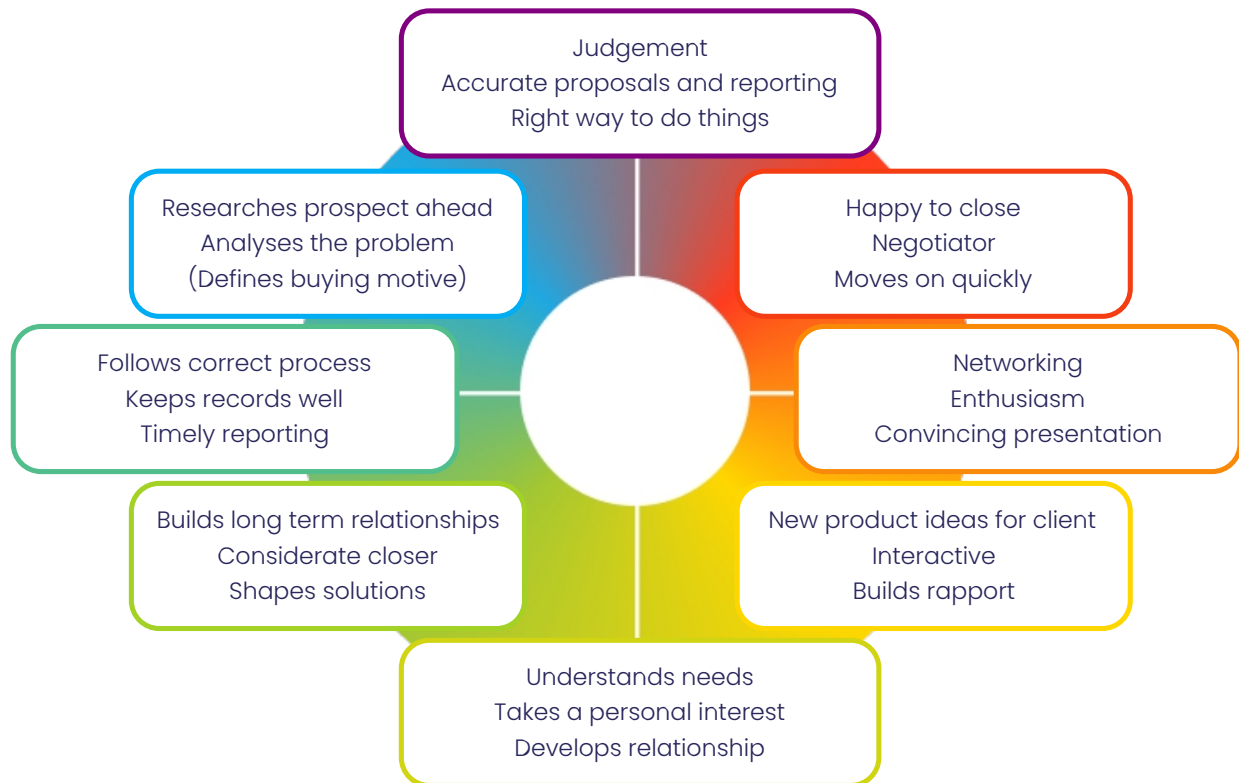 Judgement
Accurate proposals and reporting
Right way to do things
Researches prospect ahead
Analyses the problem
(Defines buying motive)
Happy to close
Negotiator
Moves on quickly
Follows correct process
Keeps records well
Timely reporting
Networking
Enthusiasm
Convincing presentation
Builds long term relationships
Considerate closer
Shapes solutions
New product ideas for client
Interactive
Builds rapport
Understands needs
Takes a personal interest
Develops relationship